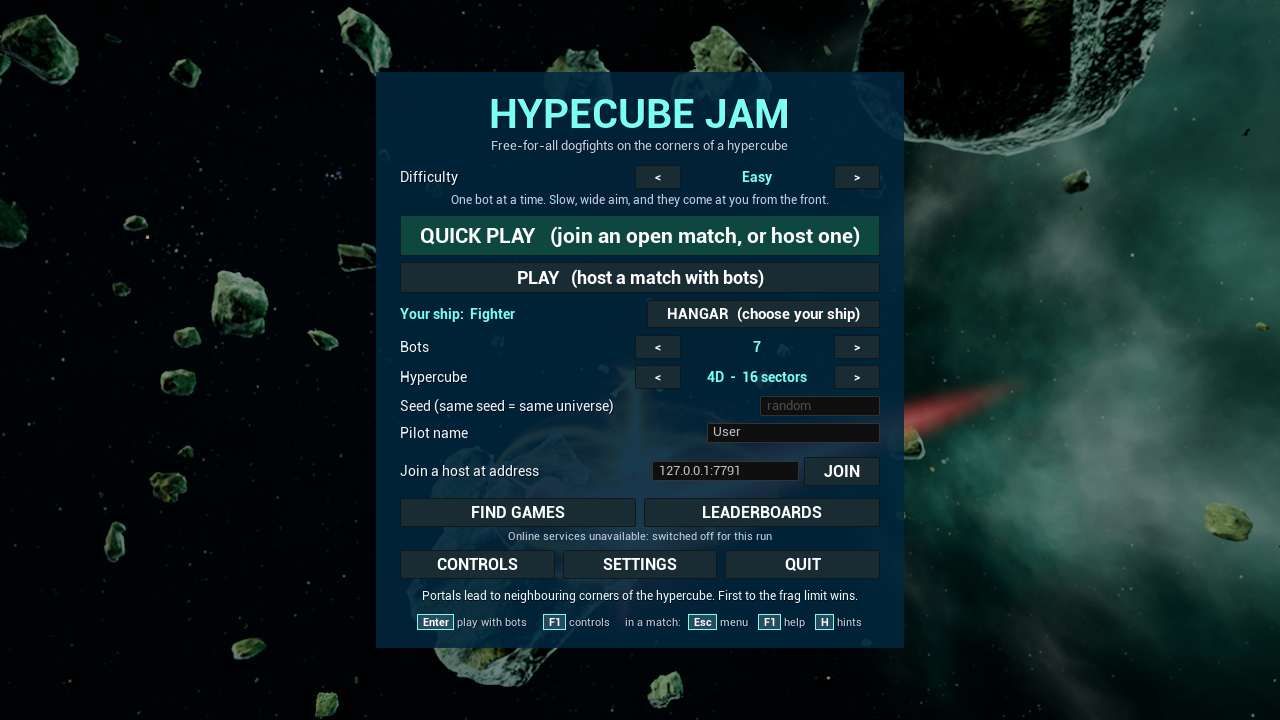 HYPECUBE JAM
Free-for-all dogfights on the corners of a hypercube
Difficulty < Easy >
One bot at a time. Slow, wide aim, and they come at you from the front.
QUICK PLAY (join an open match, or host one)
PLAY (host a match with bots)
Your ship: Fighter HANGAR (choose your ship)
Bots < 7 >
Hypercube < 4D - 16 sectors >
Seed (same seed = same universe) random
Pilot name User
Join a host at address 127.0.0.1:7791 JOIN
FIND GAMES LEADERBOARDS
Online services unavailable: switched off for this run
CONTROLS SETTINGS QUIT
Portals lead to neighbouring corners of the hypercube. First to the frag limit wins.
Enter play with bots F1 controls in a match: Esc menu F1 help H hints